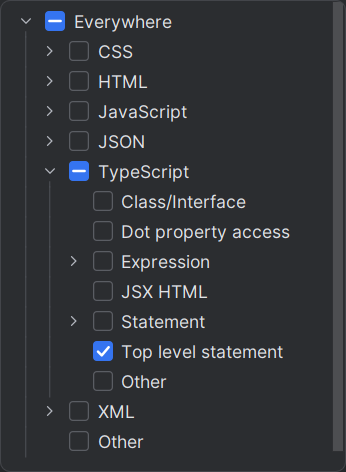 Everywhere
CSS
HTML
JavaScript
JSON
TypeScript
Class/Interface
Dot property access
Expression
JSX HTML
Statement
Top level statement
Other
XML
Other